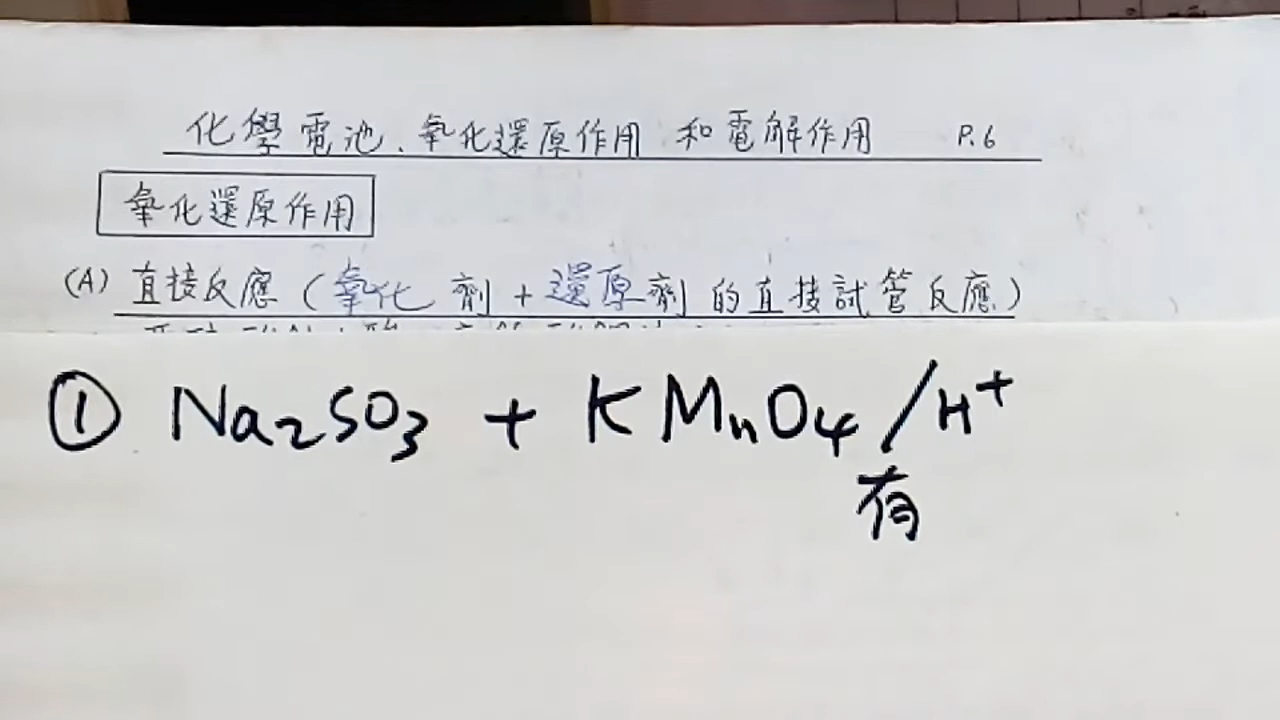 化學電池、氧化還原作用 和電解作用 P.6
氧化還原作用
(A) 直接反應 (氧化 劑 + 還原劑 的直接試管反應)
① Na₂SO₃ + KMnO₄/H⁺
有